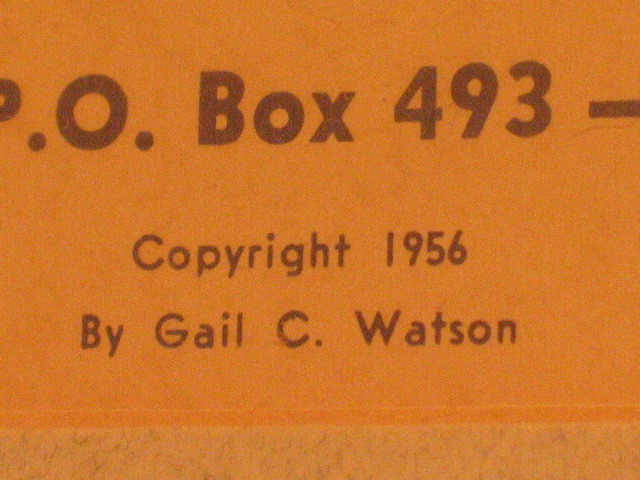 P.O. Box 493 —
Copyright 1956
By Gail C. Watson